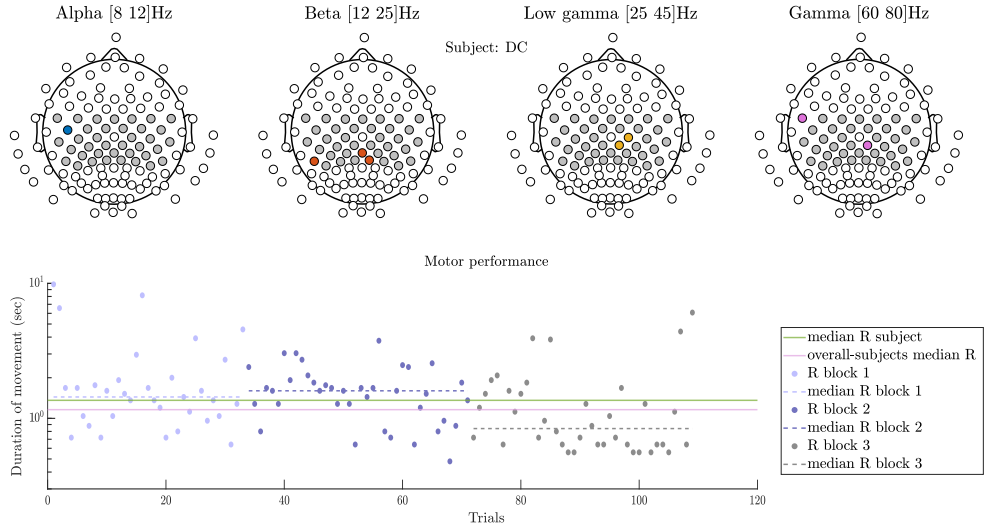 Alpha [8 12]Hz
Beta [12 25]Hz
Low gamma [25 45]Hz
Gamma [60 80]Hz
Subject: DC
Motor performance
Duration of movement (sec)
10¹
10⁰
0
20
40
60
80
100
120
Trials
median R subject
overall-subjects median R
R block 1
median R block 1
R block 2
median R block 2
R block 3
median R block 3